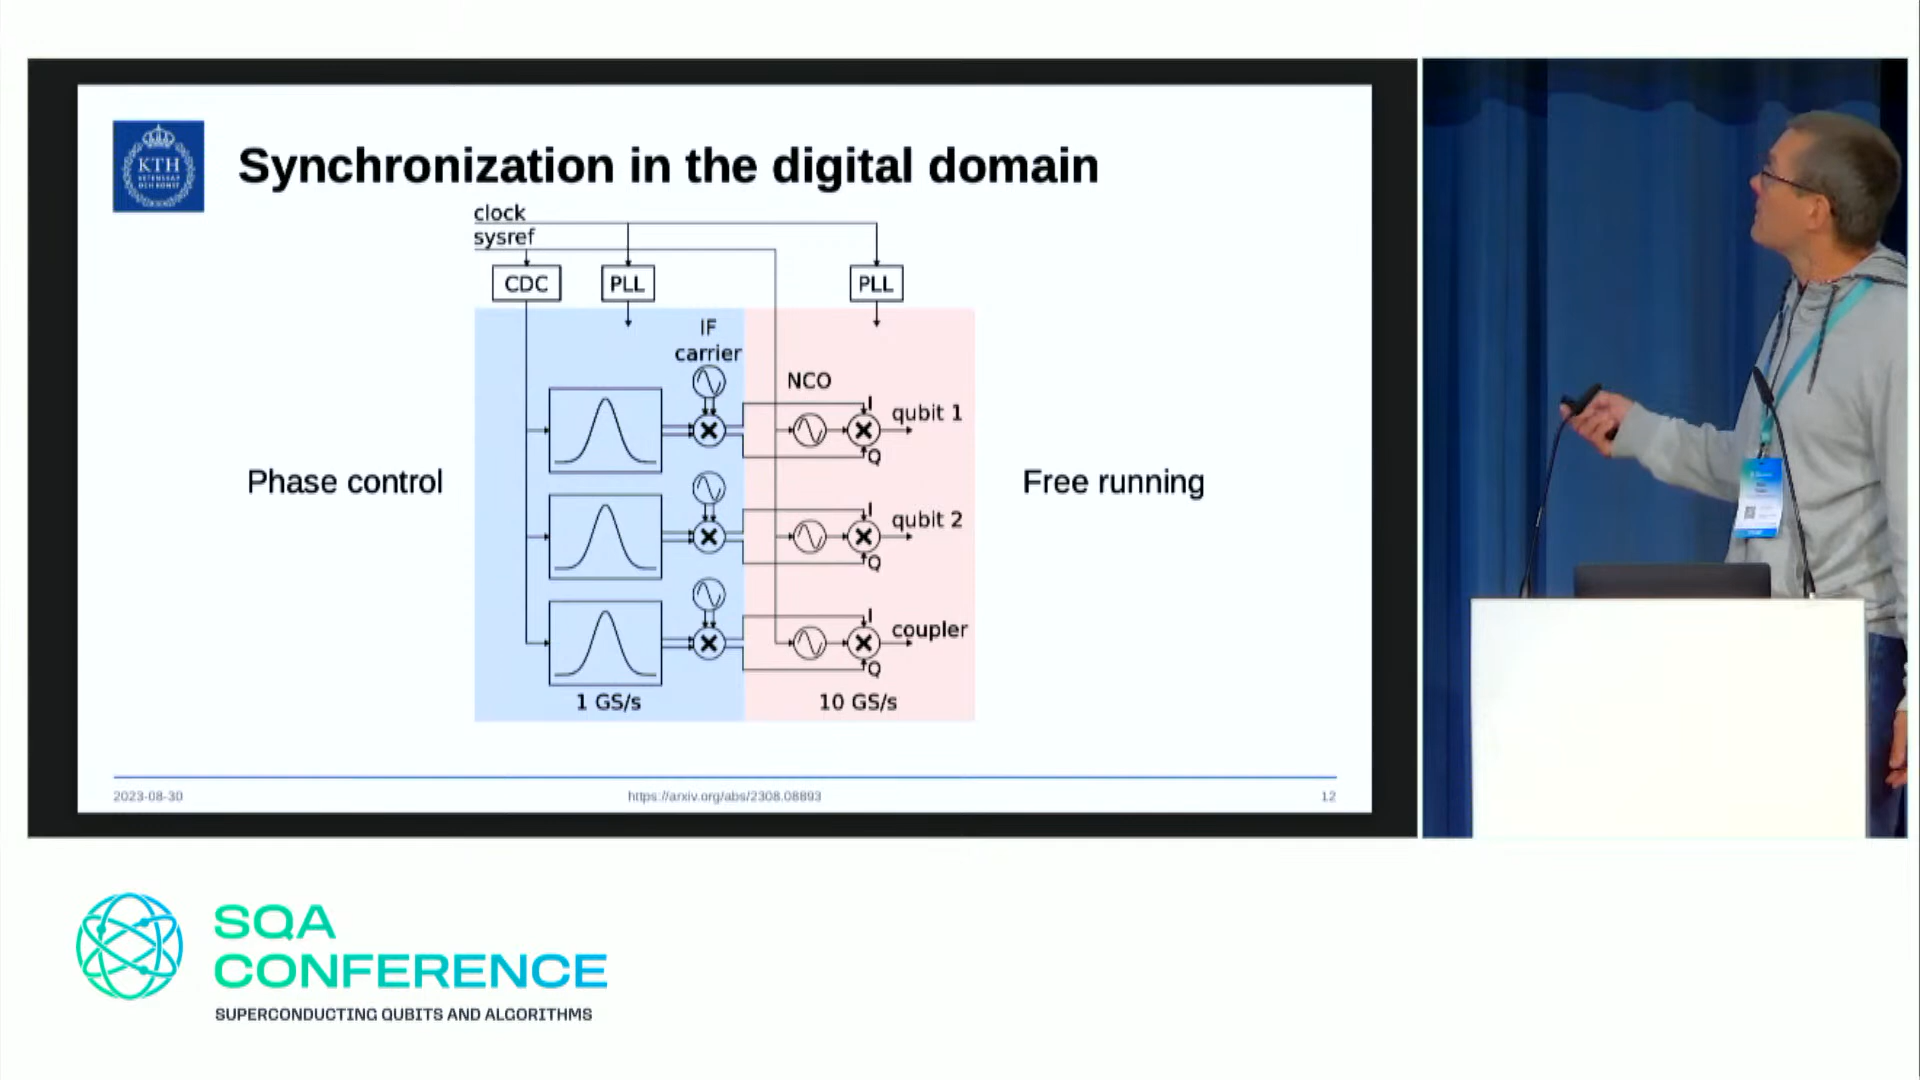 KTH
VETENSKAP
OCH KONST
Synchronization in the digital domain
clock
sysref
CDC
PLL
PLL
IF
carrier
NCO
I
qubit 1
Q
Phase control
Free running
I
qubit 2
Q
I
coupler
Q
1 GS/s
10 GS/s
2023-08-30
https://arxiv.org/abs/2308.08893
12
SQA
CONFERENCE
SUPERCONDUCTING QUBITS AND ALGORITHMS